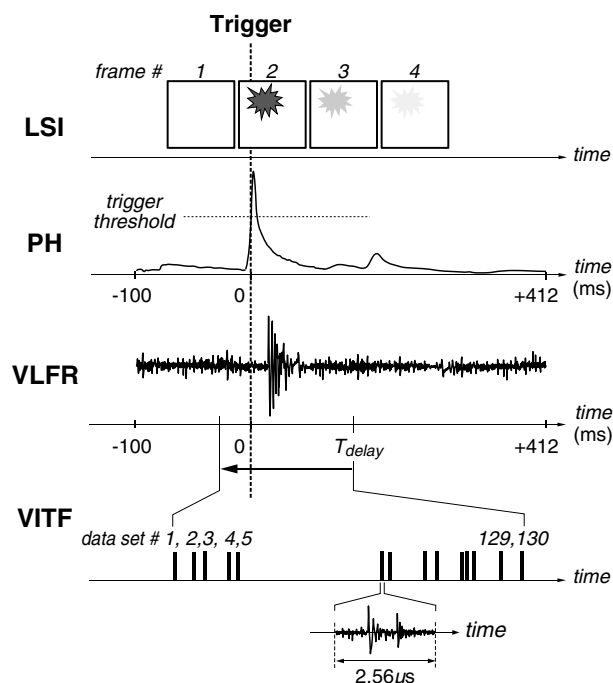 Trigger
frame # 1 2 3 4
LSI
time
trigger
threshold
PH
time
-100 0 +412 (ms)
VLFR
time
-100 0 T_delay +412 (ms)
VITF
data set # 1, 2,3, 4,5 129,130
time
time
2.56µs